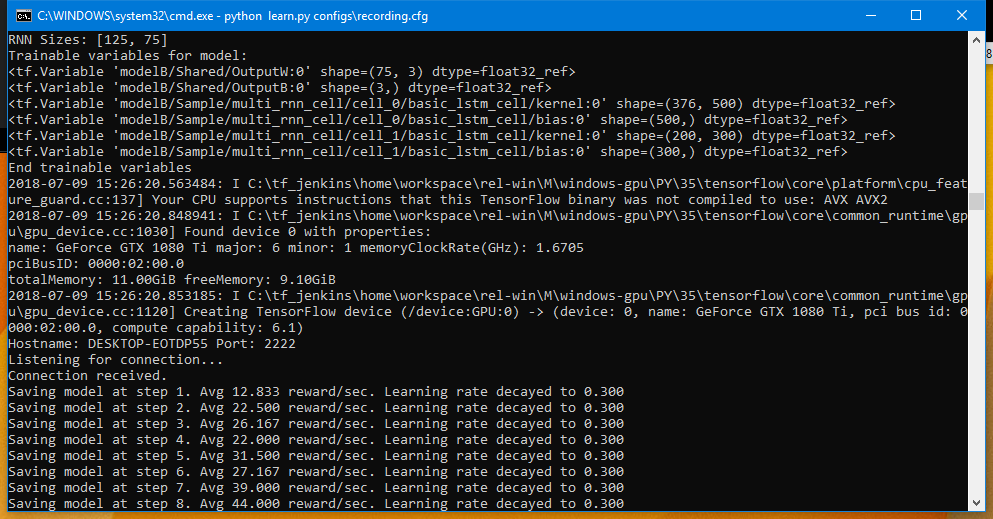 C:\WINDOWS\system32\cmd.exe - python  learn.py configs\recording.cfg
RNN Sizes: [125, 75]
Trainable variables for model:
<tf.Variable 'modelB/Shared/OutputW:0' shape=(75, 3) dtype=float32_ref>
<tf.Variable 'modelB/Shared/OutputB:0' shape=(3,) dtype=float32_ref>
<tf.Variable 'modelB/Sample/multi_rnn_cell/cell_0/basic_lstm_cell/kernel:0' shape=(376, 500) dtype=float32_ref>
<tf.Variable 'modelB/Sample/multi_rnn_cell/cell_0/basic_lstm_cell/bias:0' shape=(500,) dtype=float32_ref>
<tf.Variable 'modelB/Sample/multi_rnn_cell/cell_1/basic_lstm_cell/kernel:0' shape=(200, 300) dtype=float32_ref>
<tf.Variable 'modelB/Sample/multi_rnn_cell/cell_1/basic_lstm_cell/bias:0' shape=(300,) dtype=float32_ref>
End trainable variables
2018-07-09 15:26:20.563484: I C:\tf_jenkins\home\workspace\rel-win\M\windows-gpu\PY\35\tensorflow\core\platform\cpu_feat
ure_guard.cc:137] Your CPU supports instructions that this TensorFlow binary was not compiled to use: AVX AVX2
2018-07-09 15:26:20.848941: I C:\tf_jenkins\home\workspace\rel-win\M\windows-gpu\PY\35\tensorflow\core\common_runtime\gp
u\gpu_device.cc:1030] Found device 0 with properties:
name: GeForce GTX 1080 Ti major: 6 minor: 1 memoryClockRate(GHz): 1.6705
pciBusID: 0000:02:00.0
totalMemory: 11.00GiB freeMemory: 9.10GiB
2018-07-09 15:26:20.853185: I C:\tf_jenkins\home\workspace\rel-win\M\windows-gpu\PY\35\tensorflow\core\common_runtime\gp
u\gpu_device.cc:1120] Creating TensorFlow device (/device:GPU:0) -> (device: 0, name: GeForce GTX 1080 Ti, pci bus id: 0
000:02:00.0, compute capability: 6.1)
Hostname: DESKTOP-EOTDP55 Port: 2222
Listening for connection...
Connection received.
Saving model at step 1. Avg 12.833 reward/sec. Learning rate decayed to 0.300
Saving model at step 2. Avg 22.500 reward/sec. Learning rate decayed to 0.300
Saving model at step 3. Avg 26.167 reward/sec. Learning rate decayed to 0.300
Saving model at step 4. Avg 22.000 reward/sec. Learning rate decayed to 0.300
Saving model at step 5. Avg 31.500 reward/sec. Learning rate decayed to 0.300
Saving model at step 6. Avg 27.167 reward/sec. Learning rate decayed to 0.300
Saving model at step 7. Avg 39.000 reward/sec. Learning rate decayed to 0.300
Saving model at step 8. Avg 44.000 reward/sec. Learning rate decayed to 0.300
8